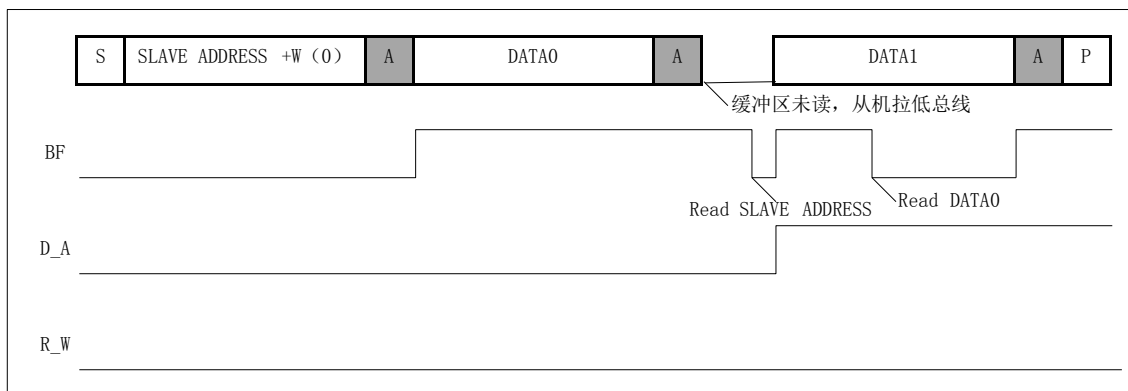 S SLAVE ADDRESS +W（0） A DATA0 A DATA1 A P
缓冲区未读，从机拉低总线
BF
Read SLAVE ADDRESS Read DATA0
D_A
R_W